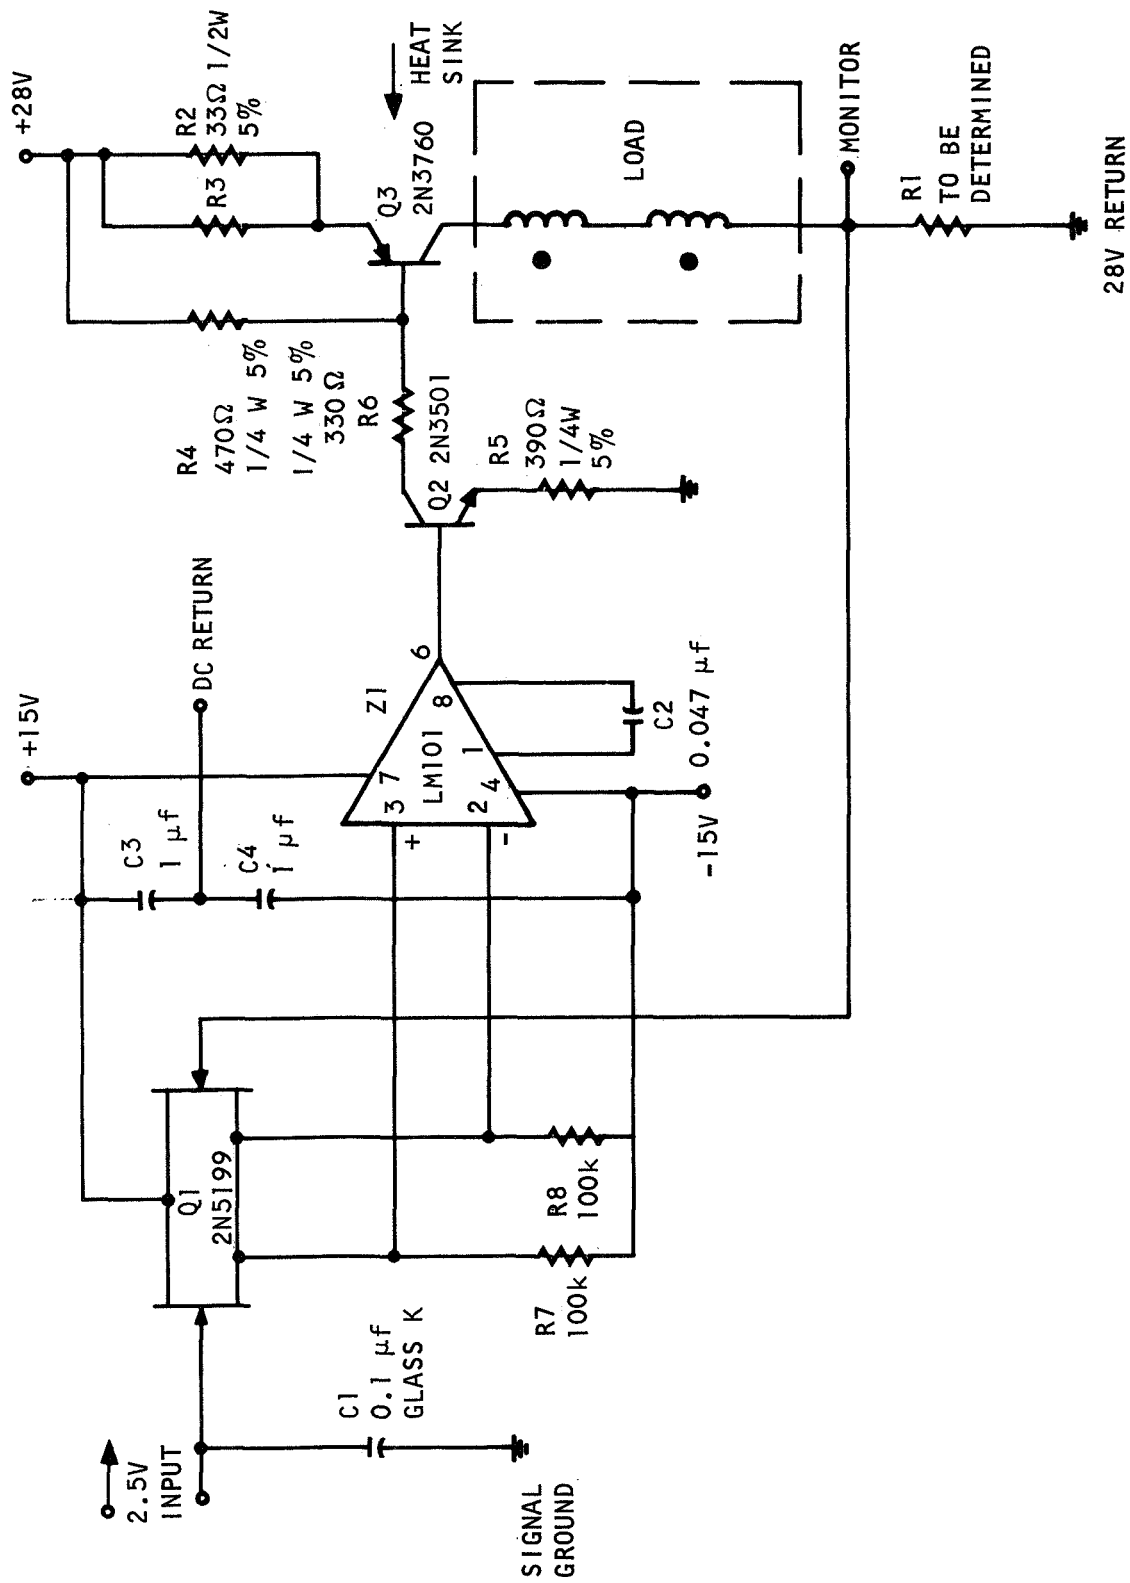 +28V
R2
33Ω 1/2W
5%
R3
Q3
2N3760
HEAT
SINK
LOAD
MONITOR
R1
TO BE
DETERMINED
28V RETURN
R4
470Ω
1/4 W 5%
1/4 W 5%
330Ω
R6
Q2 2N3501
R5
390Ω
1/4W
5%
DC RETURN
+15V
Z1
LM101
6
7
8
3
+
2
-
4
1
C2
0.047 µf
-15V
C3
1 µf
C4
1 µf
Q1
2N5199
R8
100k
R7
100k
C1
0.1 µf
GLASS K
2.5V
INPUT
SIGNAL
GROUND